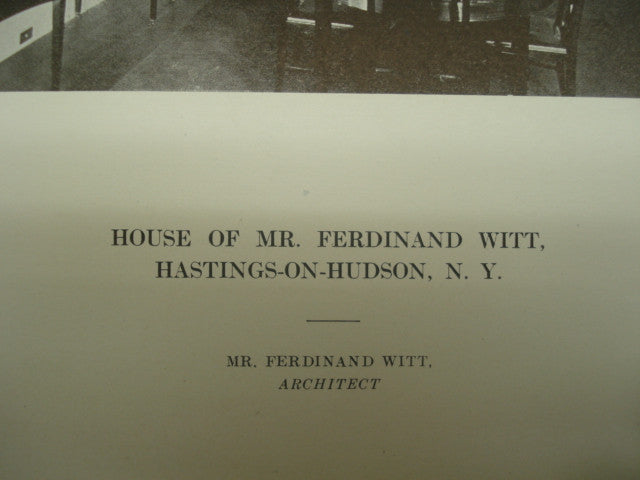 HOUSE OF MR. FERDINAND WITT,
HASTINGS-ON-HUDSON, N. Y.
MR. FERDINAND WITT,
ARCHITECT